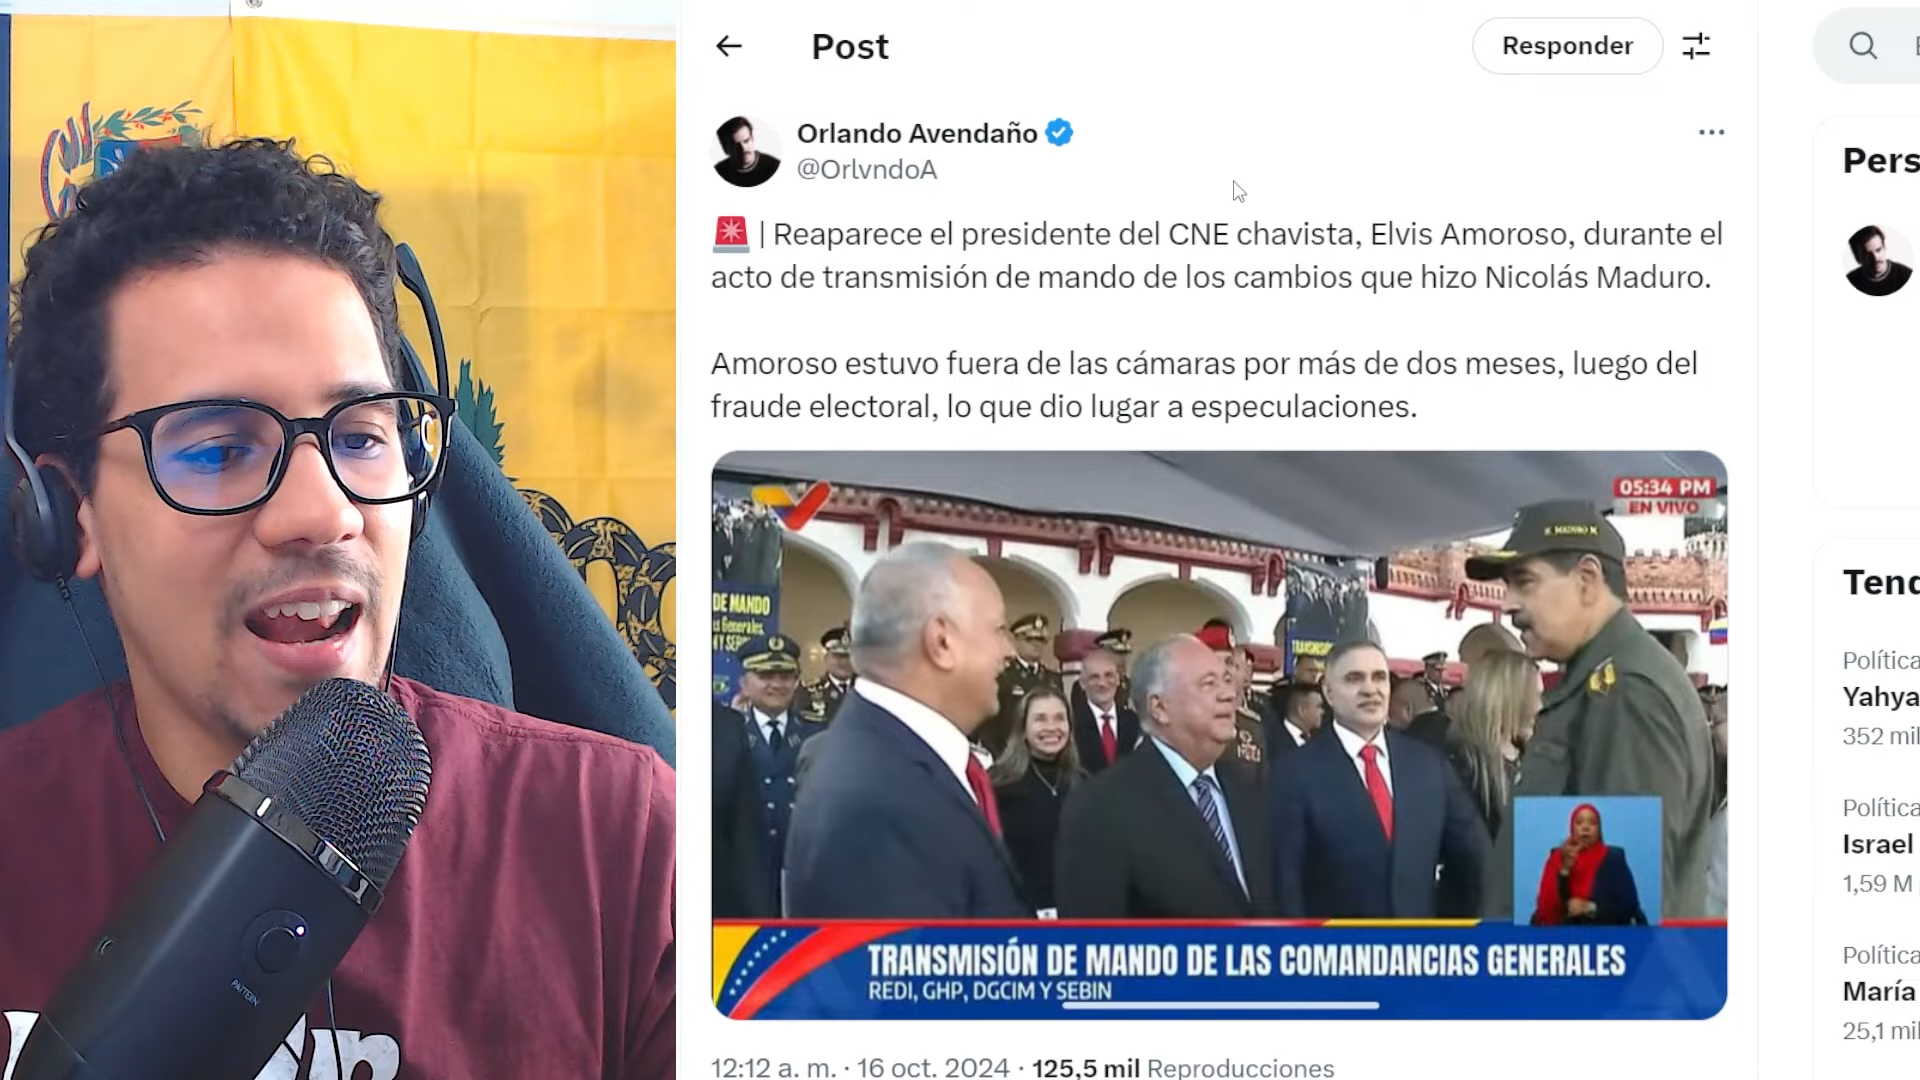 Post
Responder
Orlando Avendaño
@OrlvndoA
| Reaparece el presidente del CNE chavista, Elvis Amoroso, durante el
acto de transmisión de mando de los cambios que hizo Nicolás Maduro.
Amoroso estuvo fuera de las cámaras por más de dos meses, luego del
fraude electoral, lo que dio lugar a especulaciones.
05:34 PM
EN VIVO
MADURO
DE MANDO
s Generales,
Y SEB
TRANSMISIÓN DE MANDO DE LAS COMANDANCIAS GENERALES
REDI, GHP, DGCIM Y SEBIN
12:12 a. m. · 16 oct. 2024 · 125,5 mil Reproducciones
Pers
Tend
Política
Yahya
352 mil
Política
Israel
1,59 M
Política
María
25,1 mil
PATTERN